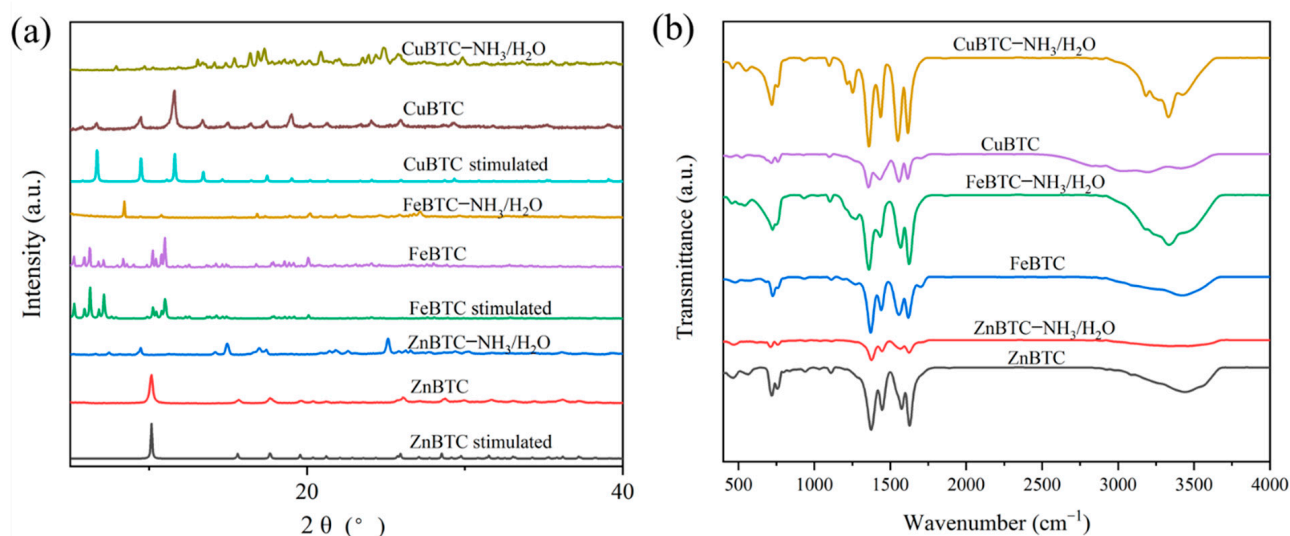 (a)
CuBTC−NH3/H2O
CuBTC
CuBTC stimulated
FeBTC−NH3/H2O
FeBTC
FeBTC stimulated
ZnBTC−NH3/H2O
ZnBTC
ZnBTC stimulated
Intensity (a.u.)
20
40
2 θ (°)
(b)
CuBTC−NH3/H2O
CuBTC
FeBTC−NH3/H2O
FeBTC
ZnBTC−NH3/H2O
ZnBTC
Transmittance (a.u.)
500 1000 1500 2000 2500 3000 3500 4000
Wavenumber (cm−1)